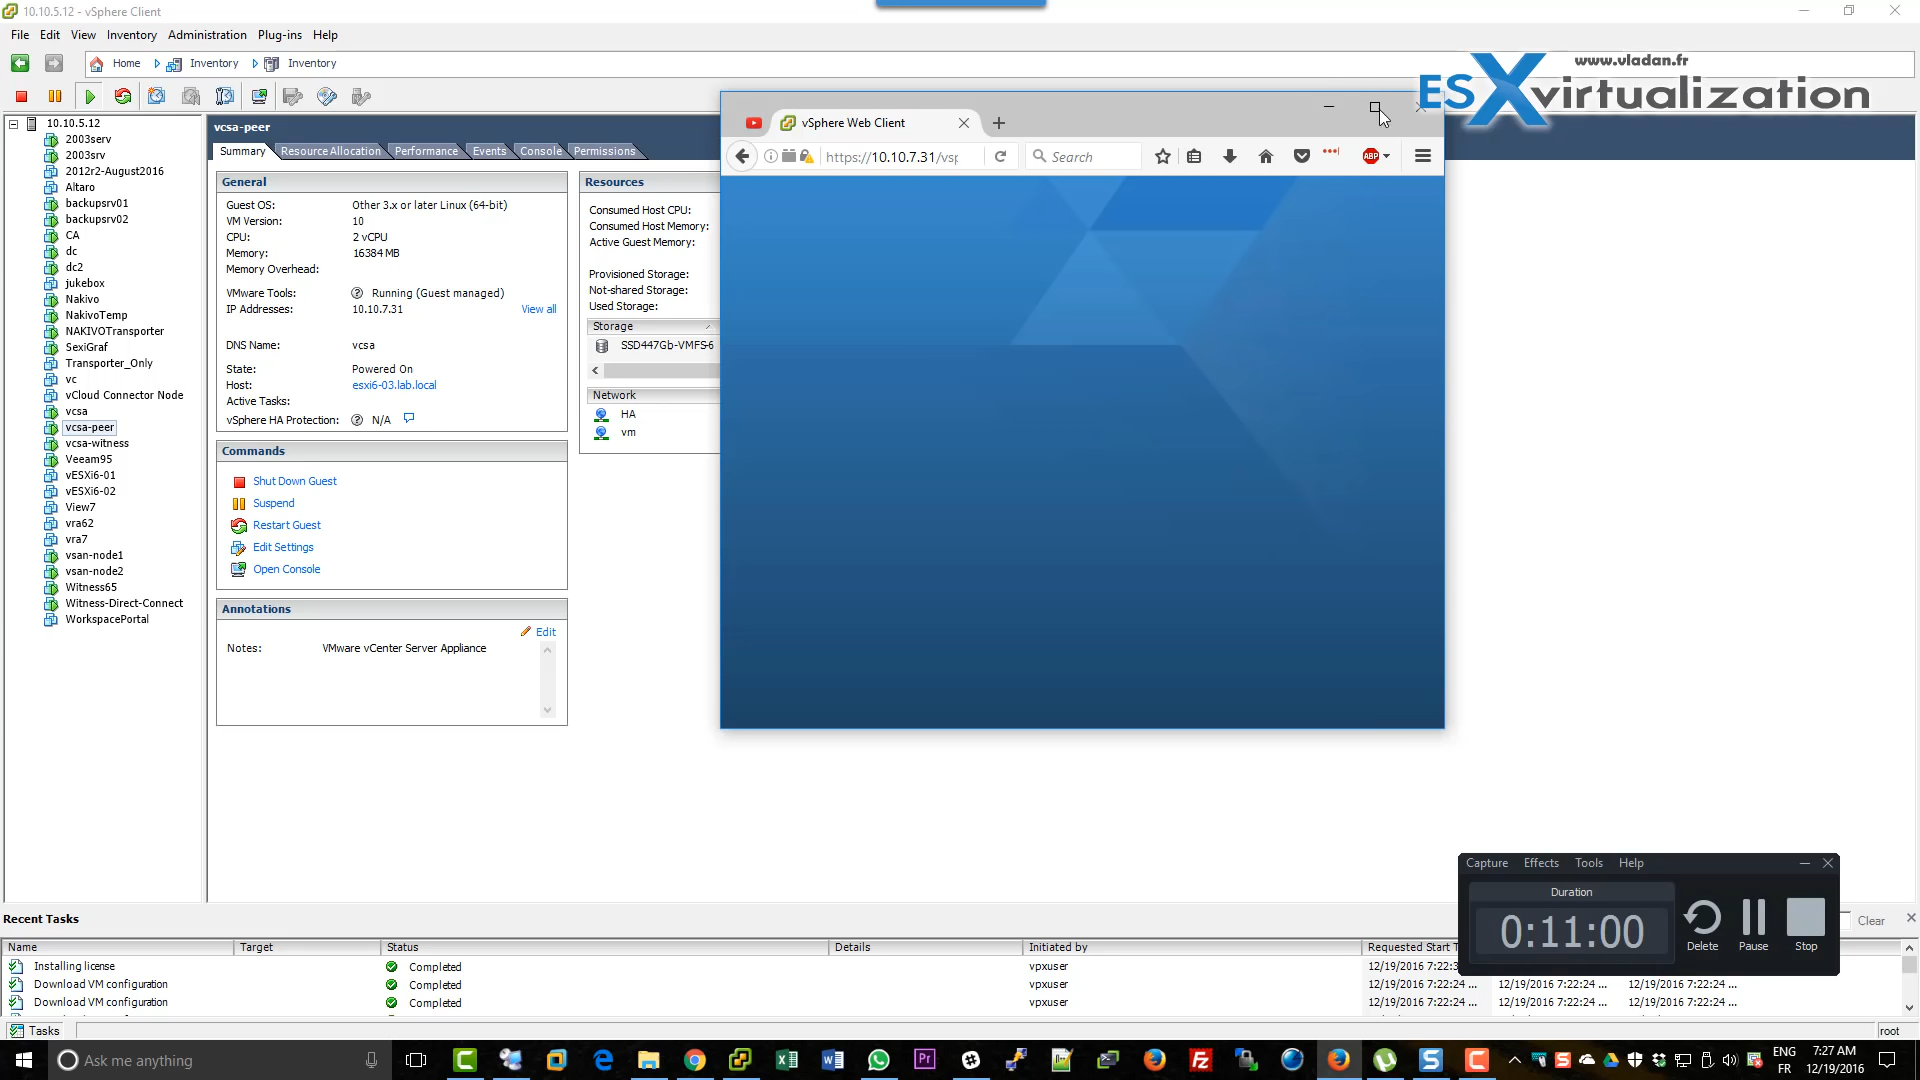 10.10.5.12 - vSphere Client
File Edit View Inventory Administration Plug-ins Help
Home Inventory Inventory
www.vladan.fr
ESXvirtualization
10.10.5.12
2003serv
2003srv
2012r2-August2016
Altaro
backupsrv01
backupsrv02
CA
dc
dc2
jukebox
Nakivo
NakivoTemp
NAKIVOTransporter
SexiGraf
Transporter_Only
vc
vCloud Connector Node
vcsa
vcsa-peer
vcsa-witness
Veeam95
vESXi6-01
vESXi6-02
View7
vra62
vra7
vsan-node1
vsan-node2
Witness65
Witness-Direct-Connect
WorkspacePortal
vcsa-peer
Summary Resource Allocation Performance Events Console Permissions
General
Guest OS: Other 3.x or later Linux (64-bit)
VM Version: 10
CPU: 2 vCPU
Memory: 16384 MB
Memory Overhead:
VMware Tools: Running (Guest managed)
IP Addresses: 10.10.7.31 View all
DNS Name: vcsa
State: Powered On
Host: esxi6-03.lab.local
Active Tasks:
vSphere HA Protection: N/A
Commands
Shut Down Guest
Suspend
Restart Guest
Edit Settings
Open Console
Annotations
Edit
Notes: VMware vCenter Server Appliance
Resources
Consumed Host CPU:
Consumed Host Memory:
Active Guest Memory:
Provisioned Storage:
Not-shared Storage:
Used Storage:
Storage
SSD447Gb-VMFS-6
Network
HA
vm
vSphere Web Client
https://10.10.7.31/vsp
Search
ABP
Capture Effects Tools Help
Duration
0:11:00
Delete Pause Stop
Clear
Recent Tasks
Name Target Status Details Initiated by Requested Start T
Installing license Completed vpxuser 12/19/2016 7:22:3
Download VM configuration Completed vpxuser 12/19/2016 7:22:24 ... 12/19/2016 7:22:24 ... 12/19/2016 7:22:24 ...
Download VM configuration Completed vpxuser 12/19/2016 7:22:24 ... 12/19/2016 7:22:24 ... 12/19/2016 7:22:24 ...
Tasks root
Ask me anything
ENG 7:27 AM
FR 12/19/2016